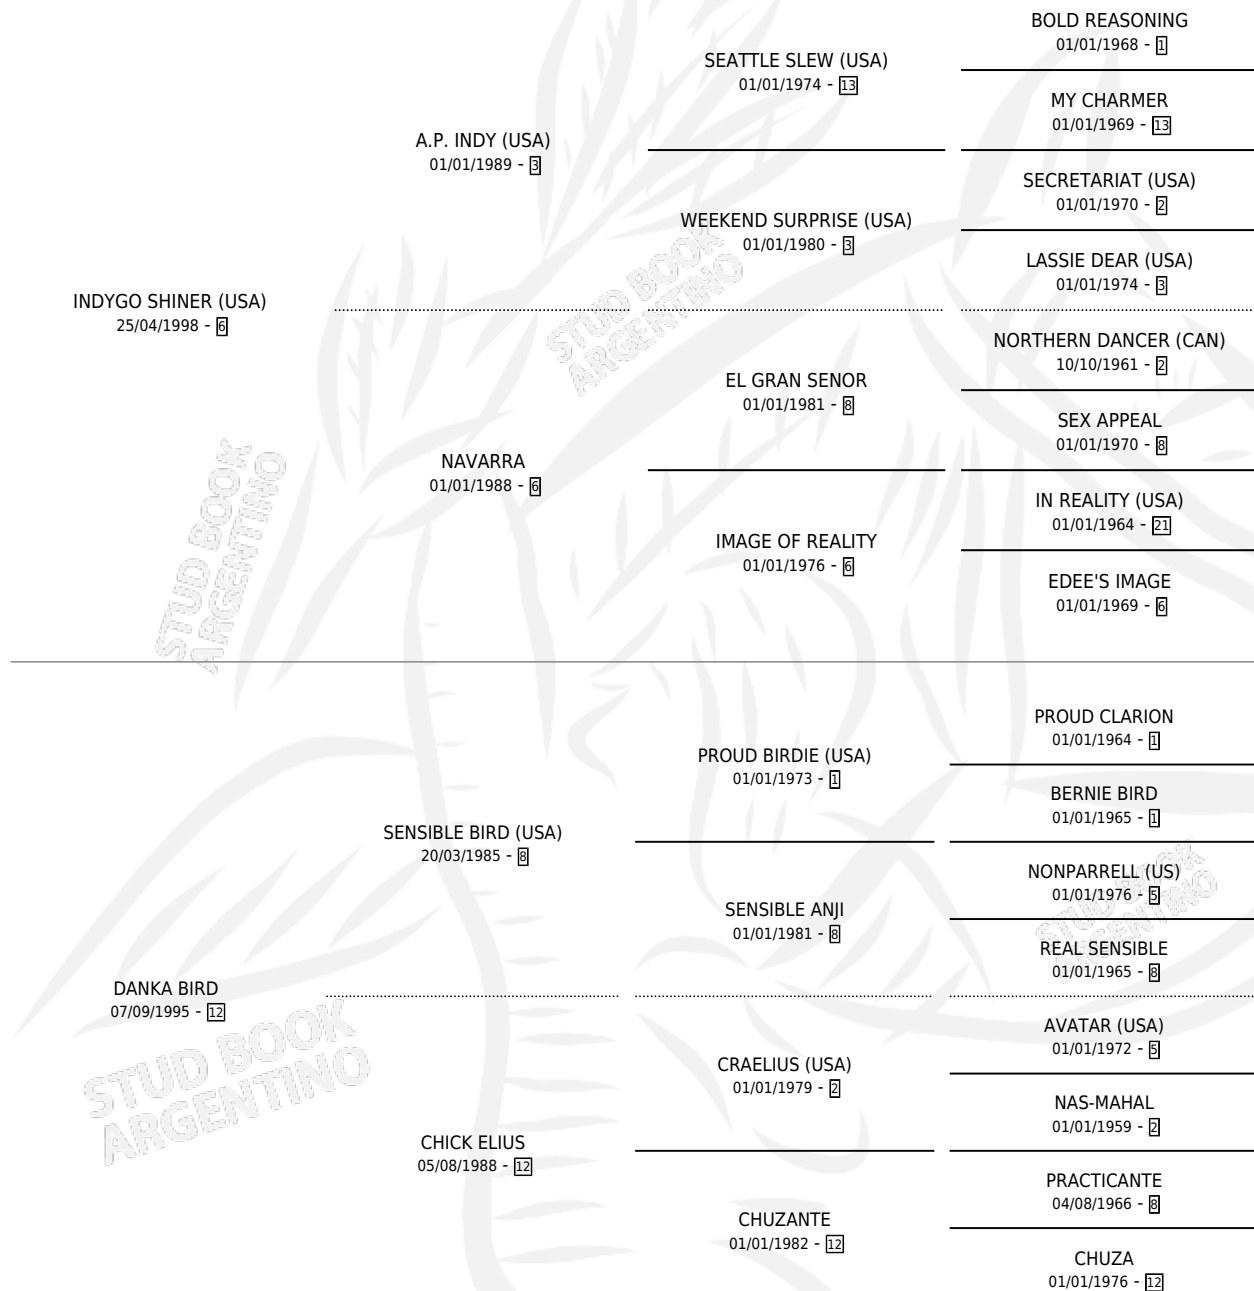 BOLD REASONING
01/01/1968 - 1
SEATTLE SLEW (USA)
01/01/1974 - 13
MY CHARMER
01/01/1969 - 13
A.P. INDY (USA)
01/01/1989 - 3
SECRETARIAT (USA)
01/01/1970 - 2
WEEKEND SURPRISE (USA)
01/01/1980 - 3
LASSIE DEAR (USA)
01/01/1974 - 3
INDYGO SHINER (USA)
25/04/1998 - 6
NORTHERN DANCER (CAN)
10/10/1961 - 2
EL GRAN SENOR
01/01/1981 - 8
SEX APPEAL
01/01/1970 - 8
NAVARRA
01/01/1988 - 6
IN REALITY (USA)
01/01/1964 - 21
IMAGE OF REALITY
01/01/1976 - 6
EDEE'S IMAGE
01/01/1969 - 6
PROUD CLARION
01/01/1964 - 1
PROUD BIRDIE (USA)
01/01/1973 - 1
BERNIE BIRD
01/01/1965 - 1
SENSIBLE BIRD (USA)
20/03/1985 - 8
NONPARRELL (US)
01/01/1976 - 5
SENSIBLE ANJI
01/01/1981 - 8
REAL SENSIBLE
01/01/1965 - 8
DANKA BIRD
07/09/1995 - 12
AVATAR (USA)
01/01/1972 - 5
CRAELIUS (USA)
01/01/1979 - 2
NAS-MAHAL
01/01/1959 - 2
CHICK ELIUS
05/08/1988 - 12
PRACTICANTE
04/08/1966 - 8
CHUZANTE
01/01/1982 - 12
CHUZA
01/01/1976 - 12
STUD BOOK
ARGENTINO
STUD BOOK
ARGENTINO
STUD BOOK
ARGENTINO
STUD BOOK
ARGENTINO